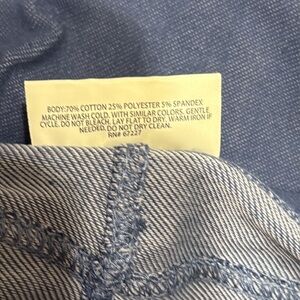 BODY:70% COTTON 25% POLYESTER 5% SPANDEX
MACHINE WASH COLD. WITH SIMILAR COLORS. GENTLE
CYCLE. DO NOT BLEACH. LAY FLAT TO DRY. WARM IRON IF
NEEDED. DO NOT DRY CLEAN.
RN# 67227